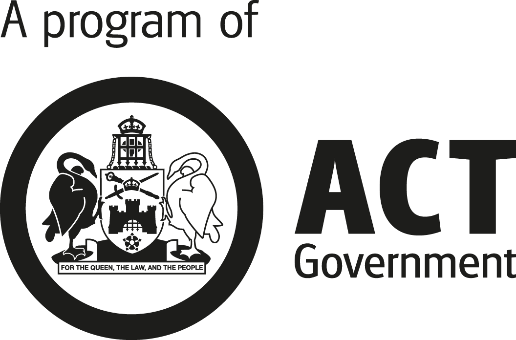 A program of
FOR THE QUEEN, THE LAW, AND THE PEOPLE
ACT
Government